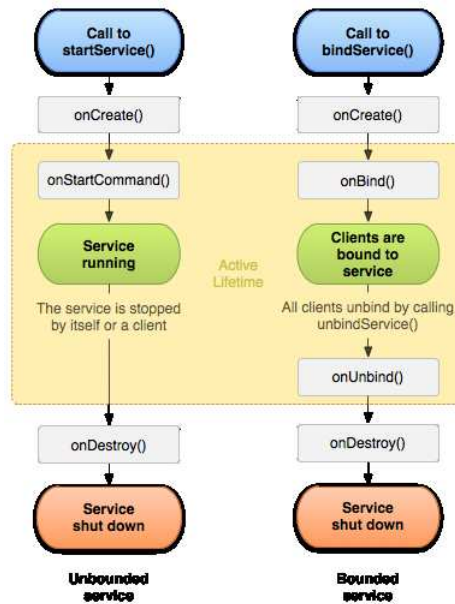 Call to
startService()
onCreate()
onStartCommand()
Service
running
The service is stopped
by itself or a client
onDestroy()
Service
shut down
Unbounded
service
Active
Lifetime
Call to
bindService()
onCreate()
onBind()
Clients are
bound to
service
All clients unbind by calling
unbindService()
onUnbind()
onDestroy()
Service
shut down
Bounded
service